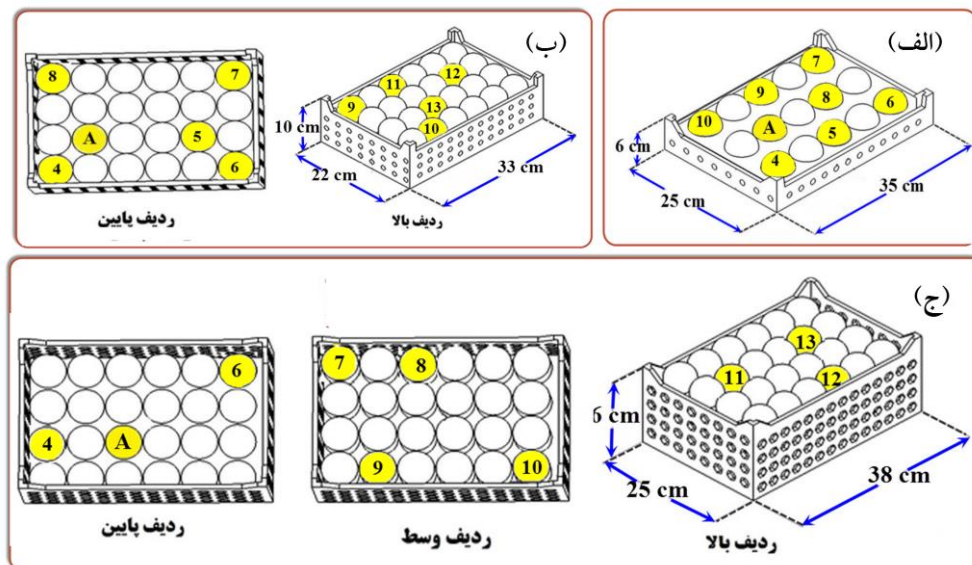 (الف)
7
9
8
6
10
A
5
4
6 cm
25 cm
35 cm
(ب)
12
11
9
13
10
10 cm
22 cm
33 cm
ردیف بالا
8
7
A
5
4
6
ردیف پایین
(ج)
13
11
12
6 cm
25 cm
38 cm
ردیف بالا
7
8
9
10
ردیف وسط
6
4
A
ردیف پایین